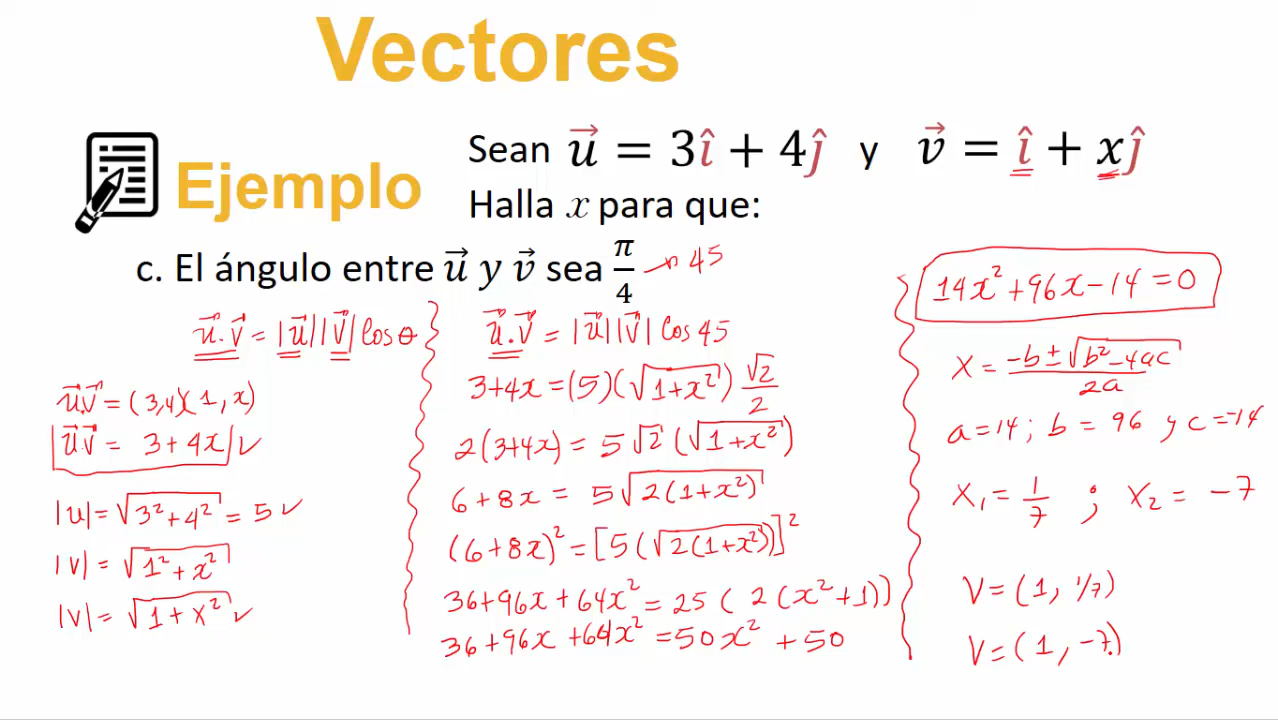 Vectores
Ejemplo
Sean u⃗ = 3î + 4ĵ y v⃗ = î + xĵ
Halla x para que:
c. El ángulo entre u⃗ y v⃗ sea π/4 → 45
u⃗.v⃗ = |u⃗||v⃗| cos θ
u⃗.v⃗ = (3,4)(1, x)
u⃗.v⃗ = 3 + 4x ✓
|u| = √(3² + 4²) = 5 ✓
|v| = √(1² + x²)
|v| = √(1 + x²) ✓
u⃗.v⃗ = |u⃗||v⃗| cos 45
3+4x = (5)(√(1+x²)) √2/2
2(3+4x) = 5√2 (√(1+x²))
6+8x = 5√(2(1+x²))
(6+8x)² = [5(√(2(1+x²)))]²
36+96x+64x² = 25 (2(x²+1))
36+96x+64x² = 50x² + 50
14x² + 96x - 14 = 0
x = (-b ± √(b² - 4ac))/2a
a = 14 ; b = 96 y c = -14
x₁ = 1/7 ; x₂ = -7
V = (1, 1/7)
V = (1, -7)